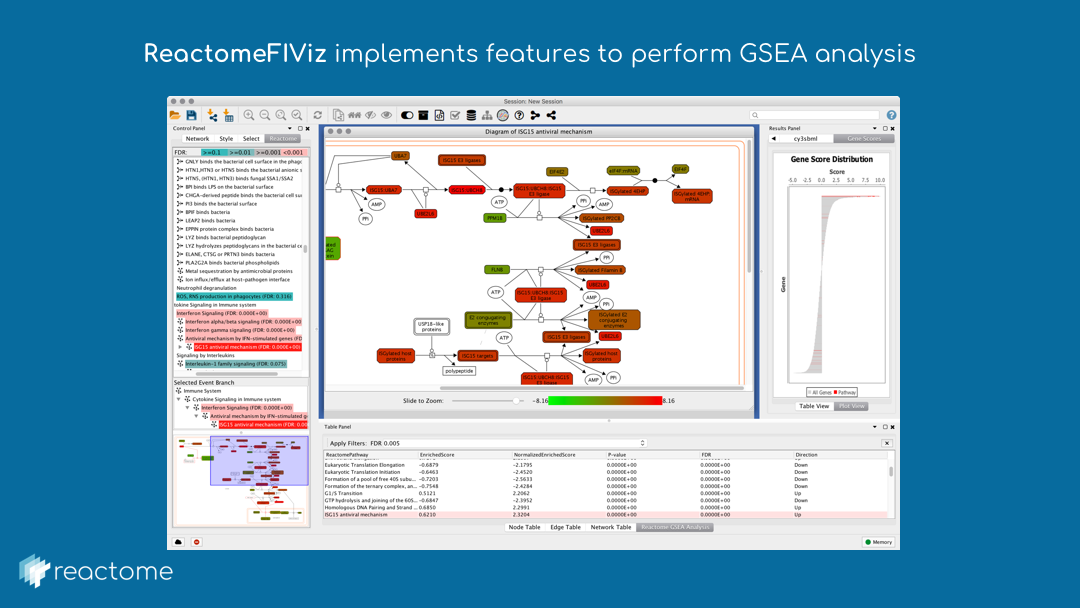 ReactomeFIViz implements features to perform GSEA analysis
Session: New Session
Control Panel
Network Style Select Reactome
FDR: >=0.1 >=0.01 >=0.001 <0.001
GNLY binds the bacterial cell surface in the phag
HTN1,HTN3 or HTN5 binds the bacterial anionic s
HTN5, (HTN1, HTN3) binds fungal SSA1/SSA2
BPI binds LPS on the bacterial surface
CHGA-derived peptide binds the bacterial cell su
PI3 binds the bacterial surface
BPIF binds bacteria
LEAP2 binds bacteria
EPPIN protein complex binds bacteria
LYZ binds bacterial peptidoglycan
LYZ hydrolyzes peptidoglycans in the bacterial ce
ELANE, CTSG or PRTN3 binds bacteria
PLA2G2A binds bacterial phospholipids
Metal sequestration by antimicrobial proteins
Ion influx/efflux at host-pathogen interface
Neutrophil degranulation
ROS, RNS production in phagocytes (FDR: 0.316)
tokine Signaling in Immune system
Interferon Signaling (FDR: 0.000E+00)
Interferon alpha/beta signaling (FDR: 0.000E+00
Interferon gamma signaling (FDR: 0.000E+00)
Antiviral mechanism by IFN-stimulated genes (FD
ISG15 antiviral mechanism (FDR: 0.000E+00
Signaling by Interleukins
Interleukin-1 family signaling (FDR: 0.075)
Selected Event Branch
Immune System
Cytokine Signaling in Immune system
Interferon Signaling (FDR: 0.000E+00)
Antiviral mechanism by IFN-stimulated g
ISG15 antiviral mechanism (FDR: 0.00
Diagram of ISG15 antiviral mechanism
UBA7
ISG15 E3 ligases
EIF4E2
eIF4F:mRNA
EIF4F
ISG15:UBA7
ISG15:UBCH8
ISG15:UBCH8:ISG15 E3 ligase
ISGylated 4EHP
ISGylated 4EHP: mRNA
AMP
PPi
UBE2L6
ATP
PPi
AMP
PPM1B
ISGylated PP2CB
UBE2L6
ISG15 E3 ligases
PPi
FLNB
ISGylated Filamin B
UBE2L6
ATP
ISG15:UBCH8:ISG15 E3 ligase
AMP
PPi
E2 conjugating enzymes
ISGylated E2 conjugating enzymes
USP18-like proteins
ATP
ISG15 E3 ligases
UBE2L6
ISGylated host proteins
ISG15 targets
ISGylated host proteins
polypeptide
ISG15:UBCH8:ISG15
AMP
PPi
Slide to Zoom:
-8.16
8.16
Results Panel
cy3sbml Gene Scores
Gene Score Distribution
Score
-5.0 -2.5 0.0 2.5 5.0 7.5 10.0
Gene
All Genes Pathway
Table View Plot View
Table Panel
Apply Filters: FDR 0.005
ReactomePathway EnrichedScore NormalizedEnrichedScore P-value FDR Direction
Eukaryotic Translation Elongation -0.6879 -2.1795 0.0000E+00 0.0000E+00 Down
Eukaryotic Translation Initiation -0.6463 -2.4520 0.0000E+00 0.0000E+00 Down
Formation of a pool of free 40S subu... -0.7203 -2.5633 0.0000E+00 0.0000E+00 Down
Formation of the ternary complex, an... -0.7548 -2.4284 0.0000E+00 0.0000E+00 Down
G1/S Transition 0.5121 2.2062 0.0000E+00 0.0000E+00 Up
GTP hydrolysis and joining of the 60S... -0.6847 -2.3952 0.0000E+00 0.0000E+00 Down
Homologous DNA Pairing and Strand ... 0.6850 2.2991 0.0000E+00 0.0000E+00 Up
ISG15 antiviral mechanism 0.6210 2.3204 0.0000E+00 0.0000E+00 Up
Node Table Edge Table Network Table Reactome GSEA Analysis
Memory
reactome